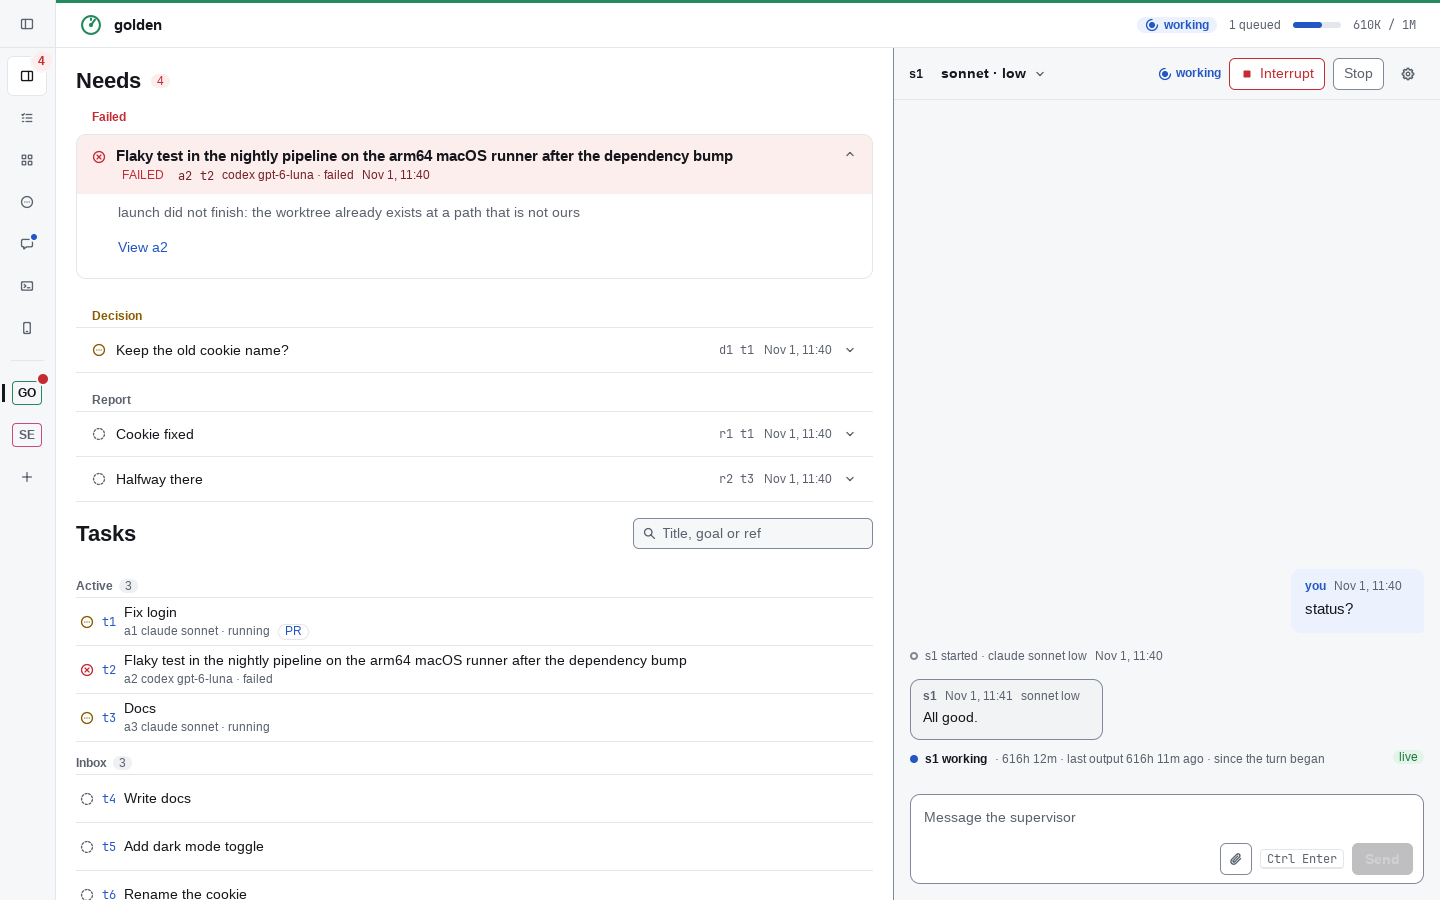 golden
working
1 queued
610K / 1M
4
GO
SE
Needs 4
Failed
Flaky test in the nightly pipeline on the arm64 macOS runner after the dependency bump
FAILED a2 t2 codex gpt-6-luna · failed Nov 1, 11:40
launch did not finish: the worktree already exists at a path that is not ours
View a2
Decision
Keep the old cookie name? d1 t1 Nov 1, 11:40
Report
Cookie fixed r1 t1 Nov 1, 11:40
Halfway there r2 t3 Nov 1, 11:40
Tasks
Title, goal or ref
Active 3
t1 Fix login
a1 claude sonnet · running PR
t2 Flaky test in the nightly pipeline on the arm64 macOS runner after the dependency bump
a2 codex gpt-6-luna · failed
t3 Docs
a3 claude sonnet · running
Inbox 3
t4 Write docs
t5 Add dark mode toggle
t6 Rename the cookie
s1 sonnet · low
working
Interrupt
Stop
you Nov 1, 11:40
status?
s1 started · claude sonnet low Nov 1, 11:40
s1 Nov 1, 11:41 sonnet low
All good.
s1 working · 616h 12m · last output 616h 11m ago · since the turn began
live
Message the supervisor
Ctrl Enter
Send